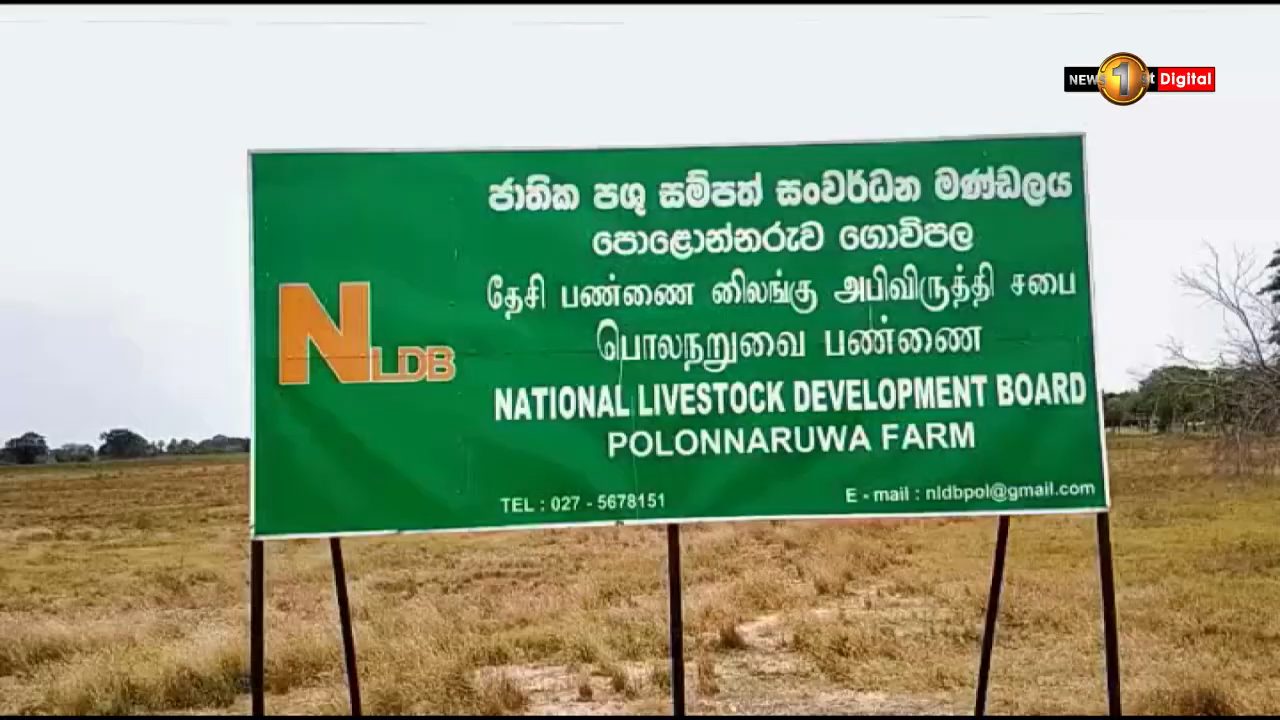 NEWS 1st Digital
ජාතික පශු සම්පත් සංවර්ධන මණ්ඩලය
පොළොන්නරුව ගොවිපල
தேசி பண்ணை விலங்கு அபிவிருத்தி சபை
பொலநறுவை பண்ணை
NLDB
NATIONAL LIVESTOCK DEVELOPMENT BOARD
POLONNARUWA FARM
TEL : 027 - 5678151
E - mail : nldbpol@gmail.com